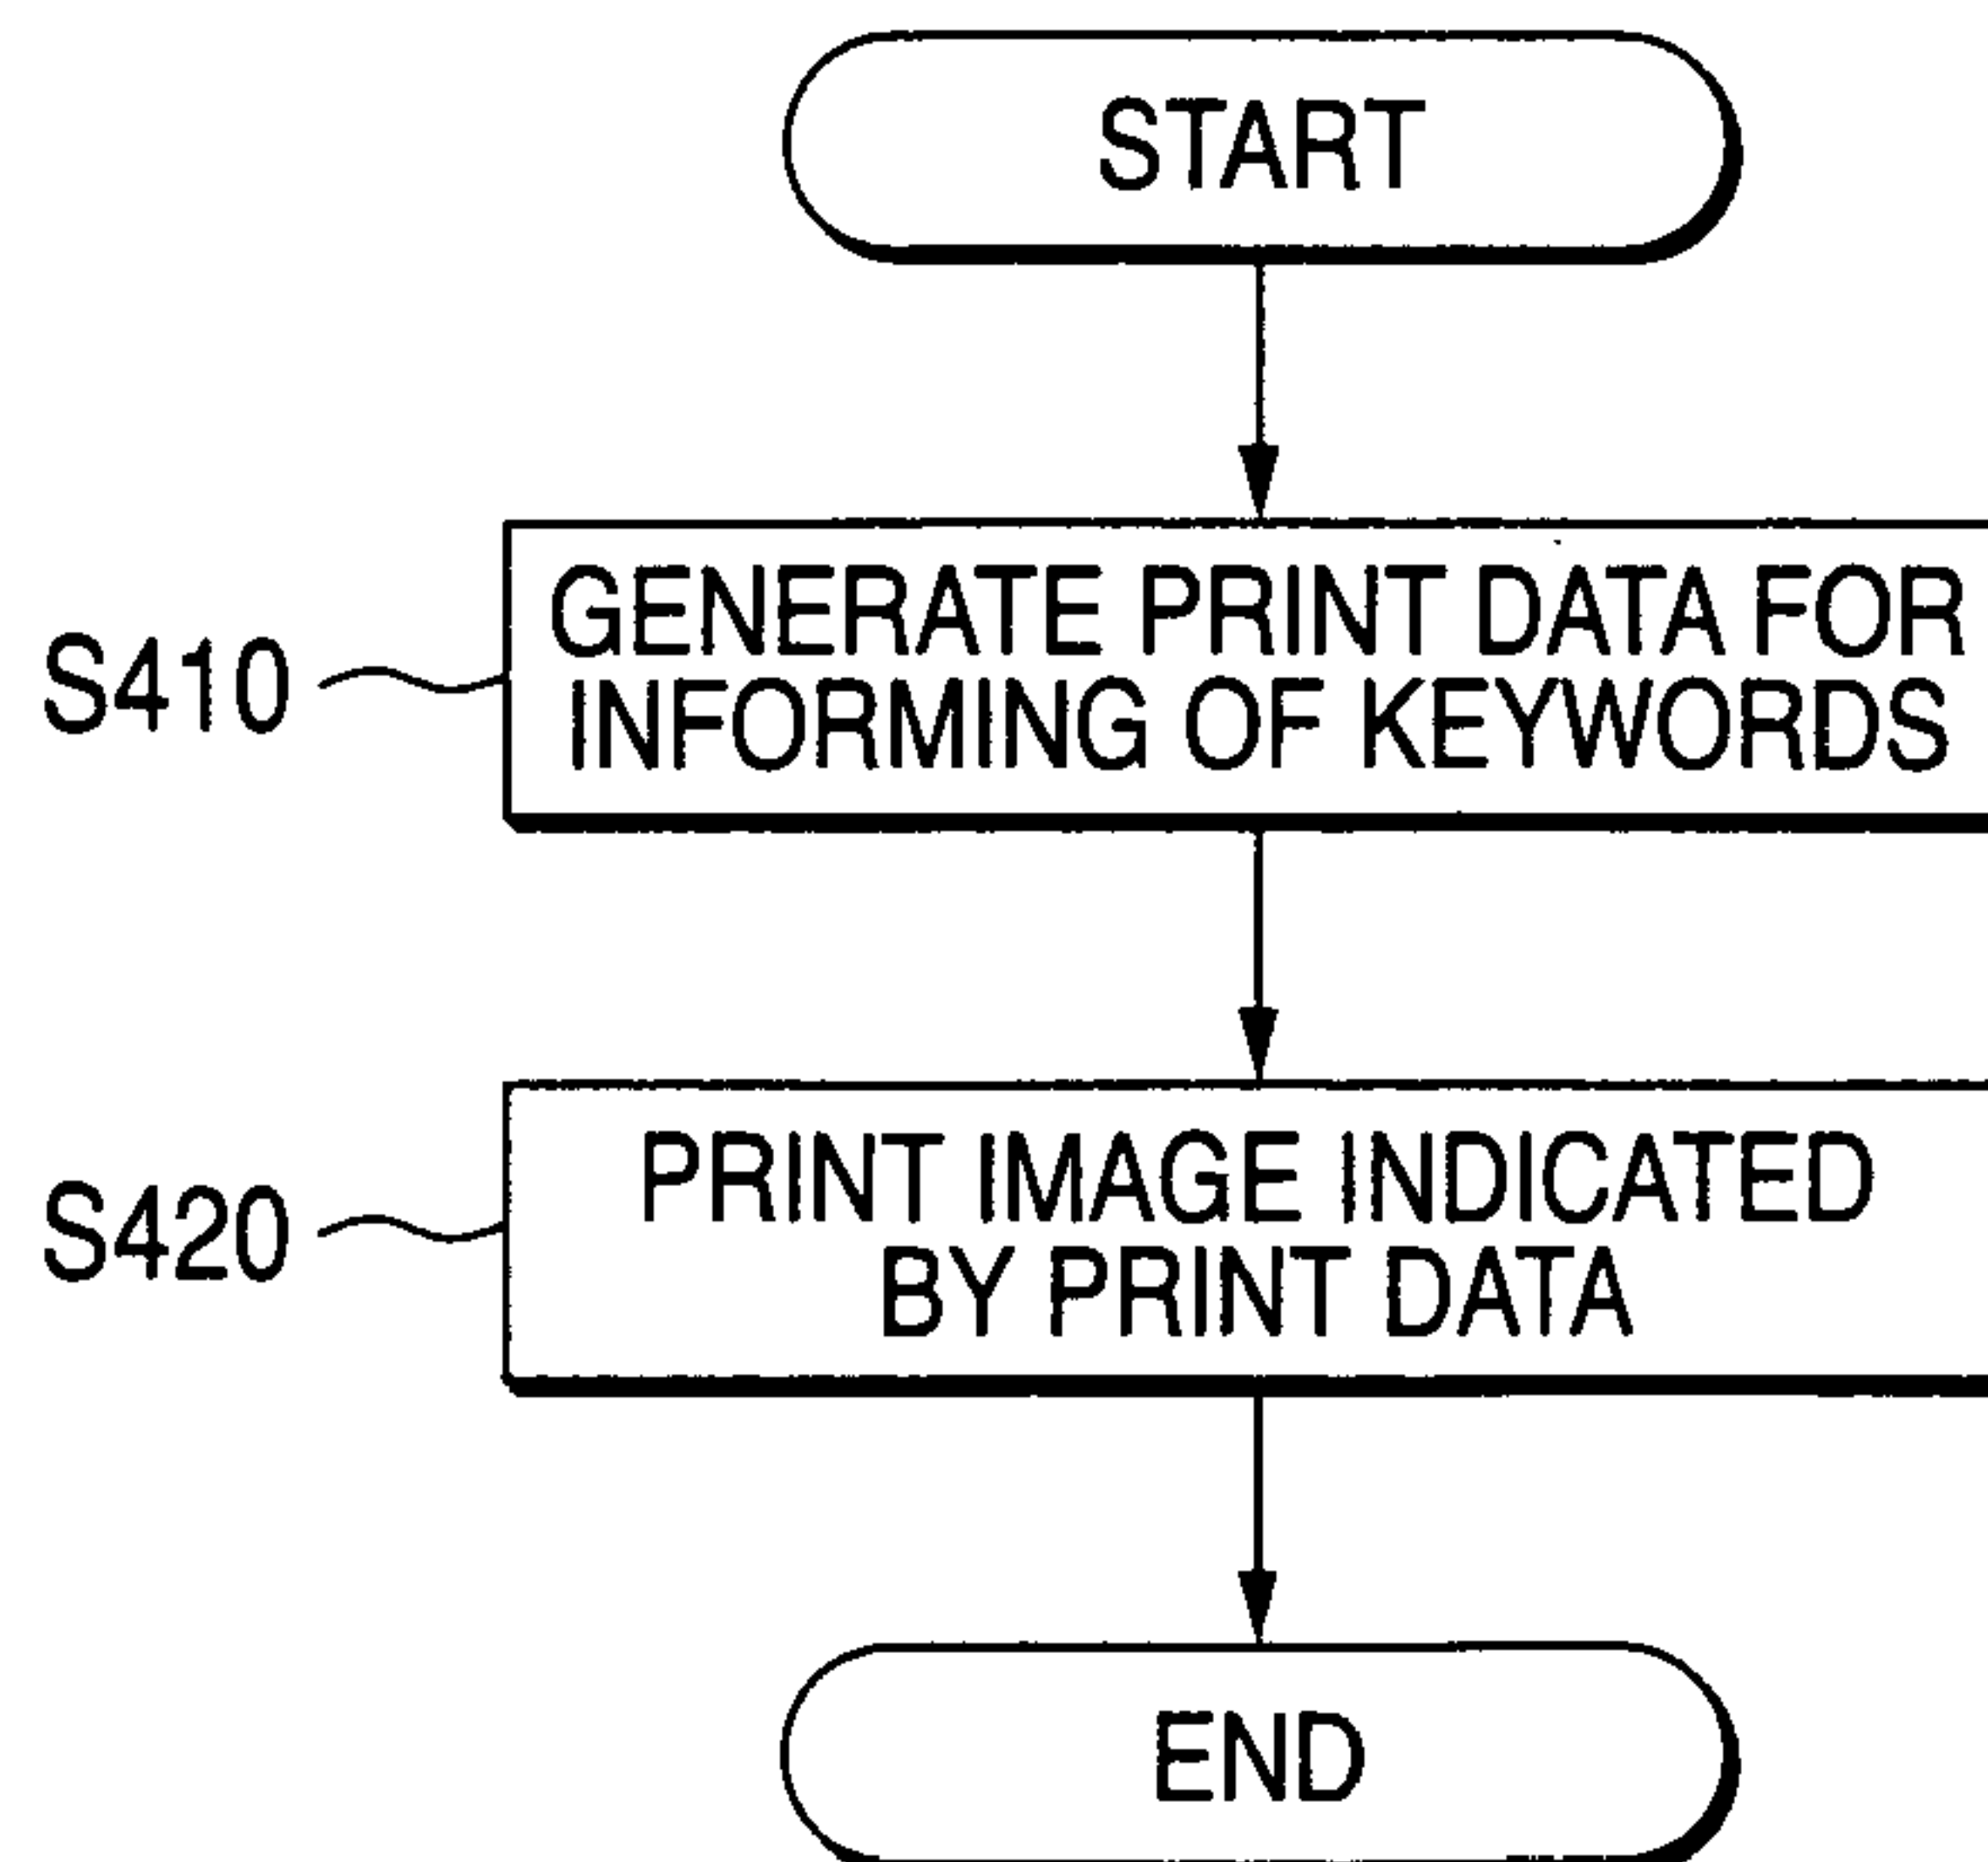 START
S410
GENERATE PRINT DATA FOR
INFORMING OF KEYWORDS
S420
PRINT IMAGE INDICATED
BY PRINT DATA
END